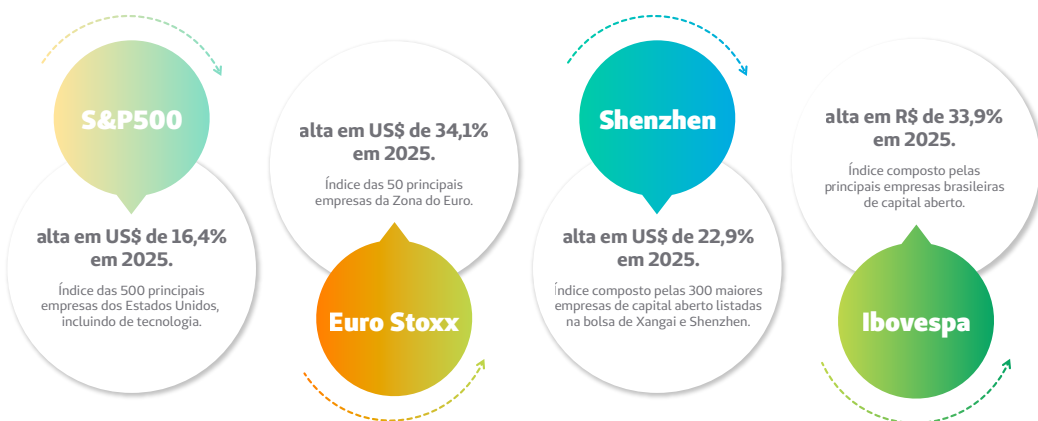 S&P500
alta em US$ de 16,4%
em 2025.
Índice das 500 principais
empresas dos Estados Unidos,
incluindo de tecnologia.
alta em US$ de 34,1%
em 2025.
Índice das 50 principais
empresas da Zona do Euro.
Euro Stoxx
Shenzhen
alta em US$ de 22,9%
em 2025.
Índice composto pelas 300 maiores
empresas de capital aberto listadas
na bolsa de Xangai e Shenzhen.
alta em R$ de 33,9%
em 2025.
Índice composto pelas
principais empresas brasileiras
de capital aberto.
Ibovespa